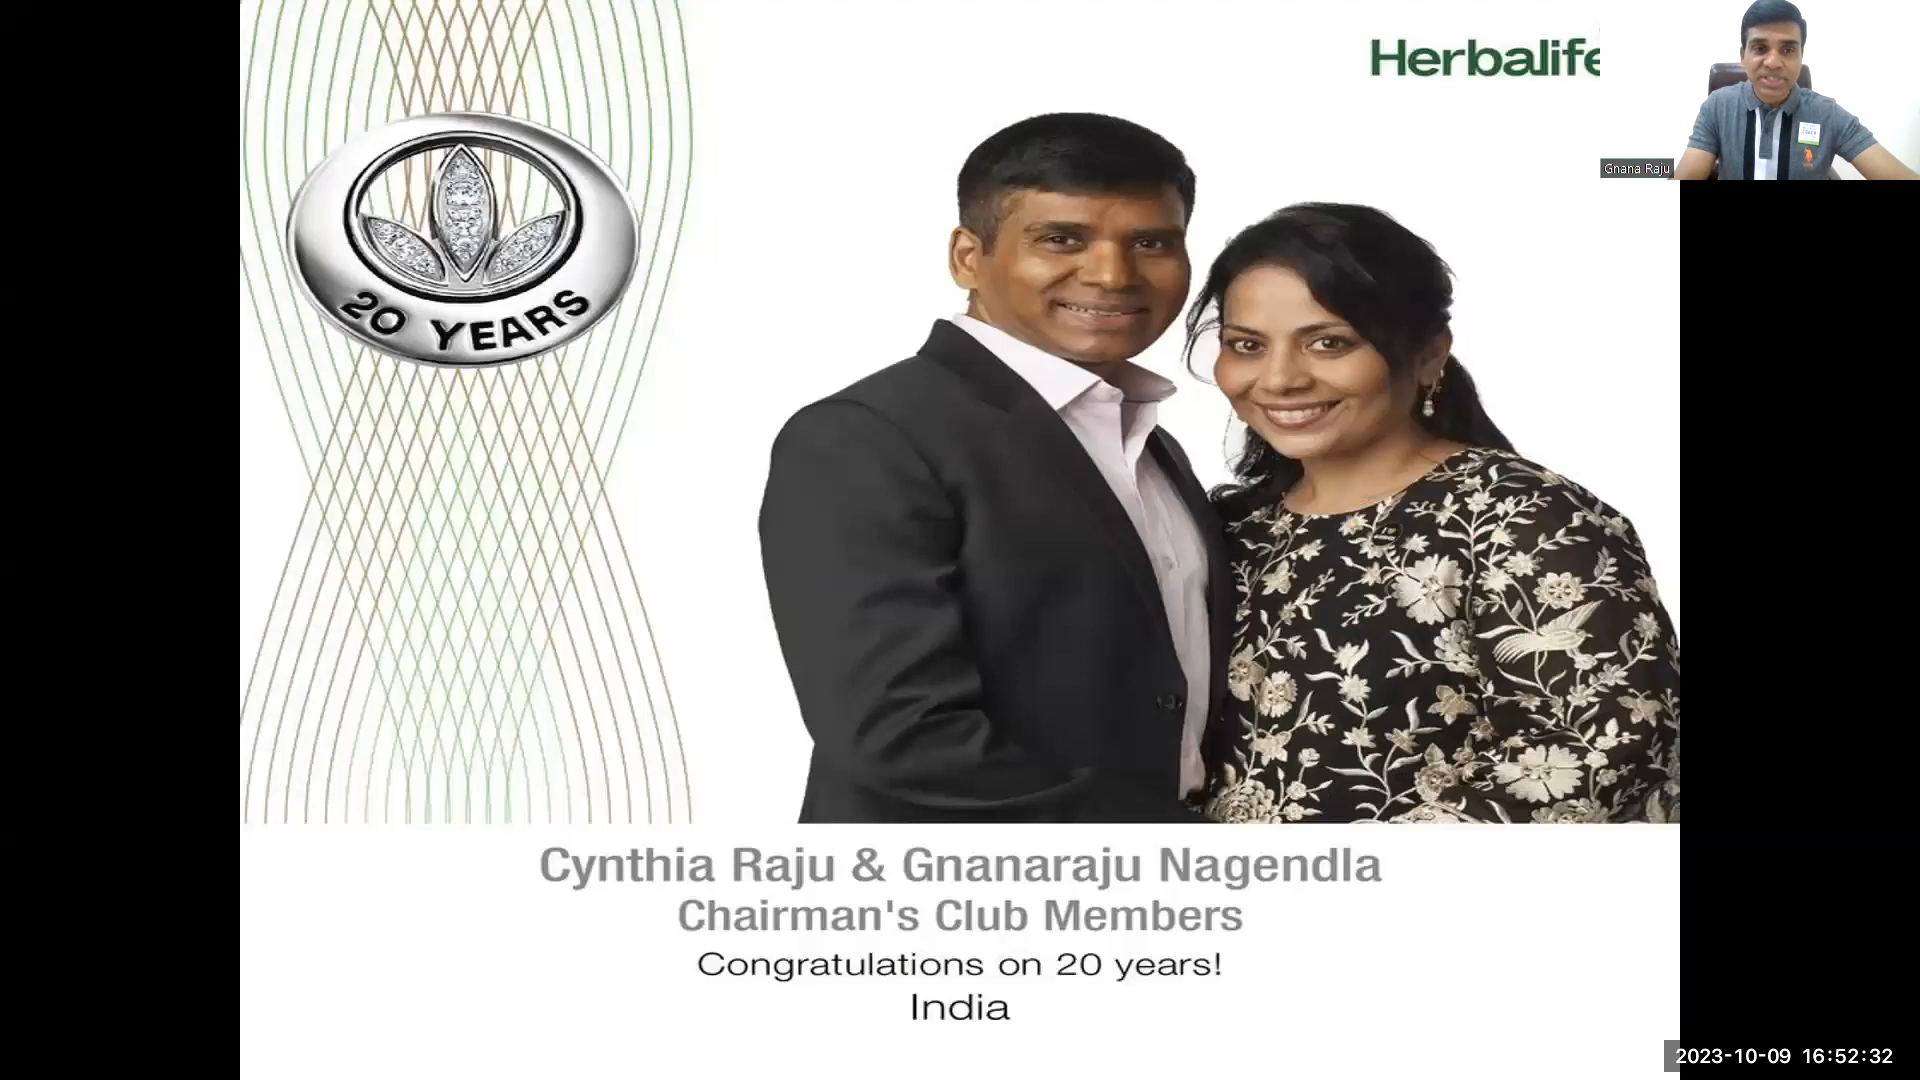 Herbalife
Gnana Raju
20 YEARS
Cynthia Raju & Gnanaraju Nagendla
Chairman's Club Members
Congratulations on 20 years!
India
2023-10-09 16:52:32